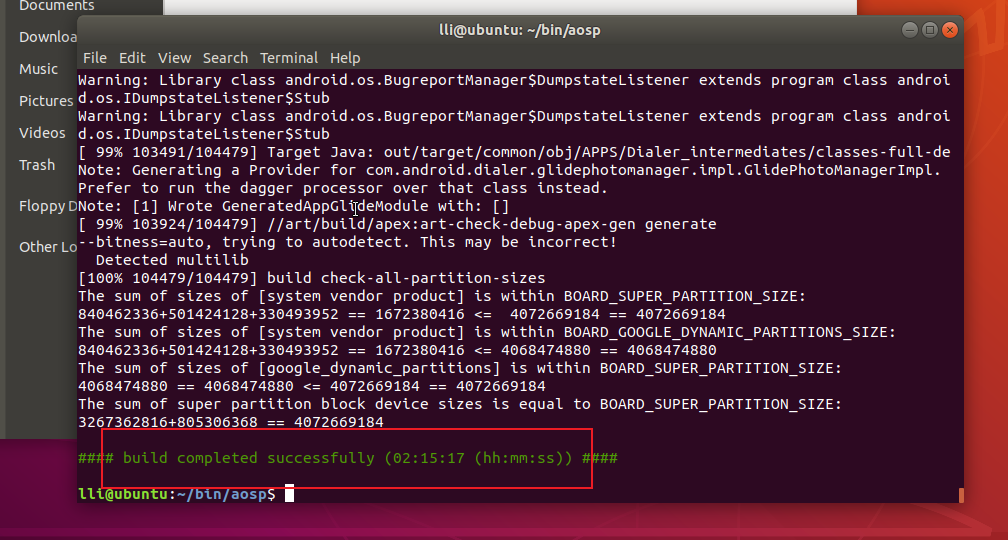 Documents
Downloa
Music
Pictures
Videos
Trash
Floppy D
Other Lo
lli@ubuntu: ~/bin/aosp
File Edit View Search Terminal Help
Warning: Library class android.os.BugreportManager$DumpstateListener extends program class androi
d.os.IDumpstateListener$Stub
Warning: Library class android.os.BugreportManager$DumpstateListener extends program class androi
d.os.IDumpstateListener$Stub
[ 99% 103491/104479] Target Java: out/target/common/obj/APPS/Dialer_intermediates/classes-full-de
Note: Generating a Provider for com.android.dialer.glidephotomanager.impl.GlidePhotoManagerImpl.
Prefer to run the dagger processor over that class instead.
Note: [1] Wrote GeneratedAppGlideModule with: []
[ 99% 103924/104479] //art/build/apex:art-check-debug-apex-gen generate
--bitness=auto, trying to autodetect. This may be incorrect!
Detected multilib
[100% 104479/104479] build check-all-partition-sizes
The sum of sizes of [system vendor product] is within BOARD_SUPER_PARTITION_SIZE:
840462336+501424128+330493952 == 1672380416 <= 4072669184 == 4072669184
The sum of sizes of [system vendor product] is within BOARD_GOOGLE_DYNAMIC_PARTITIONS_SIZE:
840462336+501424128+330493952 == 1672380416 <= 4068474880 == 4068474880
The sum of sizes of [google_dynamic_partitions] is within BOARD_SUPER_PARTITION_SIZE:
4068474880 == 4068474880 <= 4072669184 == 4072669184
The sum of super partition block device sizes is equal to BOARD_SUPER_PARTITION_SIZE:
3267362816+805306368 == 4072669184
#### build completed successfully (02:15:17 (hh:mm:ss)) ####
lli@ubuntu:~/bin/aosp$